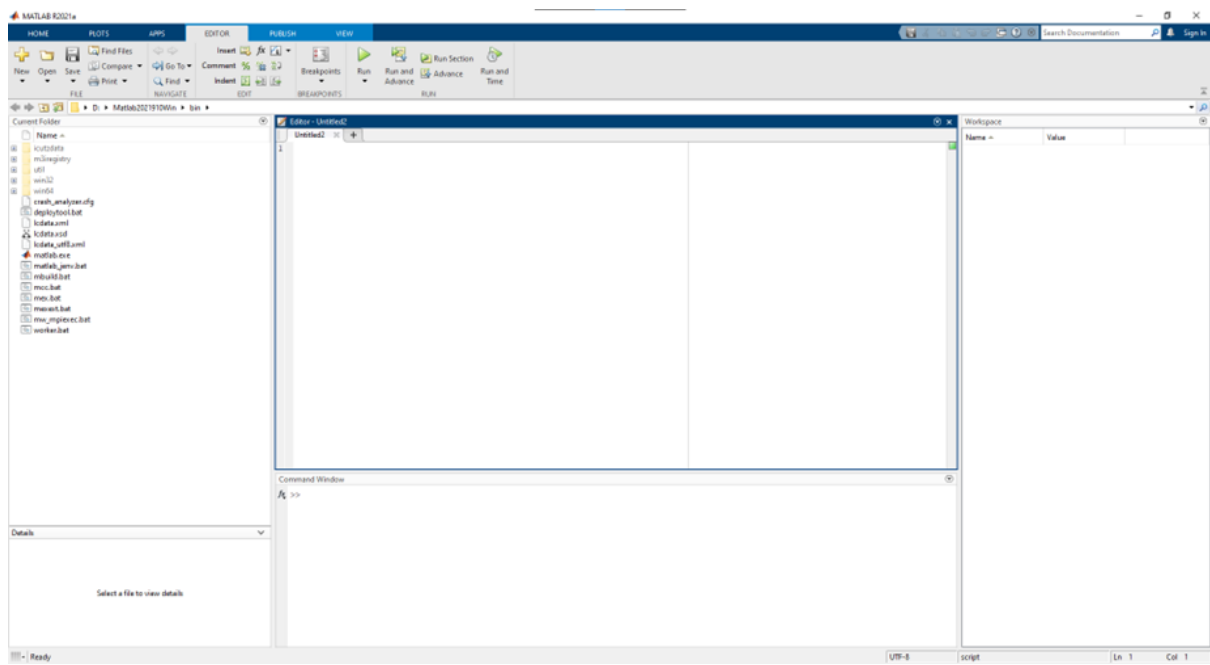 MATLAB R2021a
HOME PLOTS APPS EDITOR PUBLISH VIEW Search Documentation Sign In
New Open Save Find Files Compare Print Go To Find Insert Comment Indent Breakpoints Run Run and Advance Run Section Advance Run and Time
FILE NAVIGATE EDIT BREAKPOINTS RUN
D: Matlab2021910Win bin
Current Folder
Name
icutzdata
m3iregistry
util
win32
win64
crash_analyzer.cfg
deploytool.bat
lcdata.xml
lcdata.xsd
lcdata_utf8.xml
matlab.exe
matlab_jenv.bat
mbuild.bat
mcc.bat
mex.bat
mexext.bat
mw_mpiexec.bat
worker.bat
Details
Select a file to view details
Editor - Untitled2
Untitled2
1
Command Window
fx >>
Workspace
Name Value
Ready UTF-8 script Ln 1 Col 1